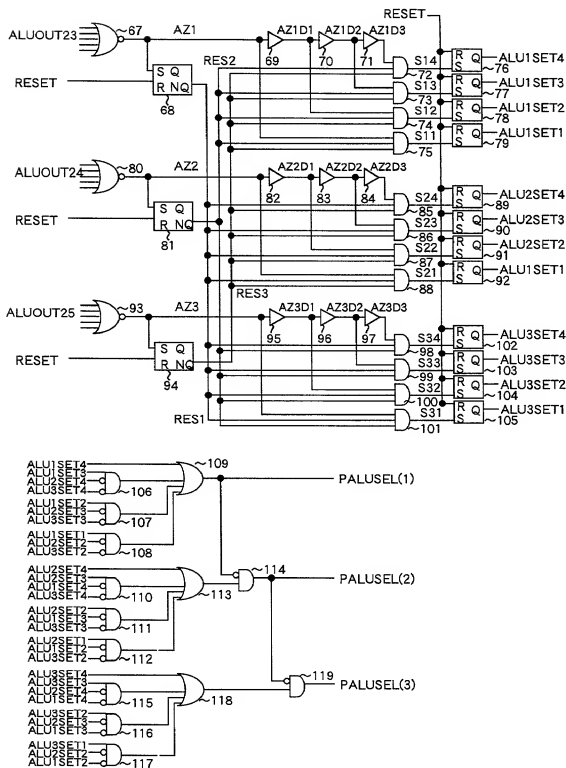 RESET
ALUOUT23
67
AZ1
AZ1D1 AZ1D2 AZ1D3
RES2
69 70 71
S14
72
R Q
S
76
ALU1SET4
RESET
S Q
R NQ
68
S13
73
R Q
S
77
ALU1SET3
S12
74
R Q
S
78
ALU1SET2
S11
75
R Q
S
79
ALU1SET1
ALUOUT24
80
AZ2
AZ2D1 AZ2D2 AZ2D3
82 83 84
S24
85
R Q
S
89
ALU2SET4
RESET
S Q
R NQ
81
S23
86
R Q
S
90
ALU2SET3
S22
87
R Q
S
91
ALU2SET2
S21
88
R Q
S
92
ALU1SET1
RES3
ALUOUT25
93
AZ3
AZ3D1 AZ3D2 AZ3D3
95 96 97
S34
98
R Q
S
102
ALU3SET4
RESET
S Q
R NQ
94
S33
99
R Q
S
103
ALU3SET3
S32
100
R Q
S
104
ALU3SET2
RES1
S31
101
R Q
S
105
ALU3SET1
ALU1SET4
ALU1SET3
ALU2SET4
ALU3SET4
106
109
PALUSEL(1)
ALU1SET2
ALU2SET3
ALU3SET3
107
ALU1SET1
ALU2SET2
ALU3SET2
108
114
PALUSEL(2)
ALU2SET4
ALU2SET3
ALU1SET4
ALU3SET4
110
113
ALU2SET2
ALU1SET3
ALU3SET3
111
ALU2SET1
ALU1SET2
ALU3SET2
112
119
PALUSEL(3)
ALU3SET4
ALU3SET3
ALU2SET4
ALU1SET4
115
118
ALU3SET2
ALU2SET3
ALU1SET3
116
ALU3SET1
ALU2SET2
ALU1SET2
117